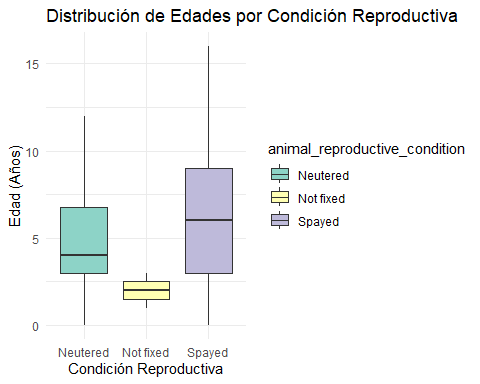 Distribución de Edades por Condición Reproductiva
Edad (Años)
15
10
5
0
Neutered
Not fixed
Spayed
Condición Reproductiva
animal_reproductive_condition
Neutered
Not fixed
Spayed